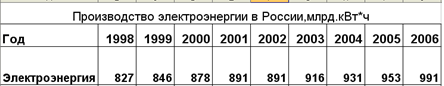 Производство электроэнергии в России,млрд.кВт*ч
Год 1998 1999 2000 2001 2002 2003 2004 2005 2006
Электроэнергия 827 846 878 891 891 916 931 953 991